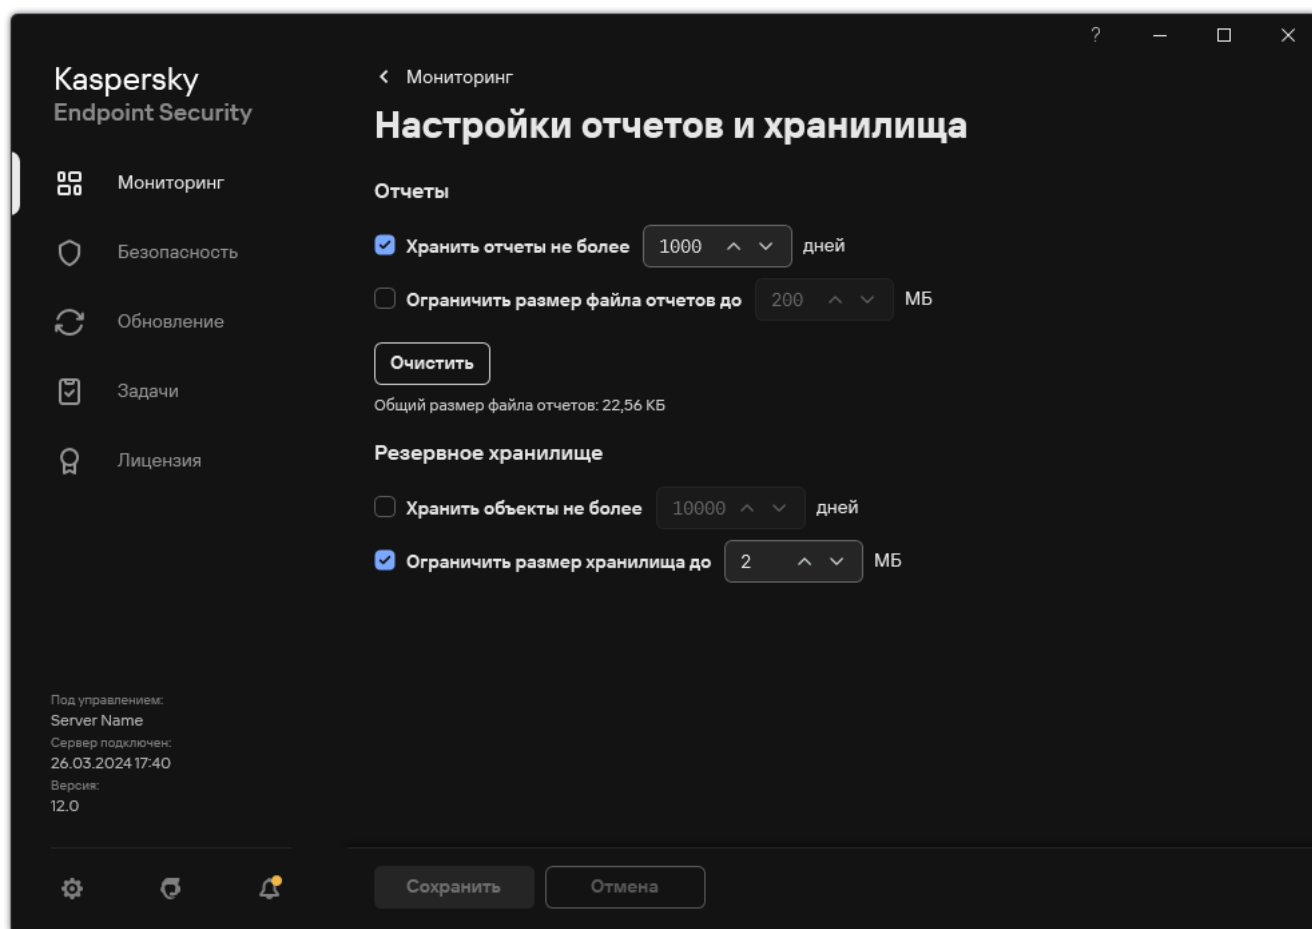 ?
Kaspersky
Endpoint Security
Мониторинг
Безопасность
Обновление
Задачи
Лицензия
Под управлением:
Server Name
Сервер подключен:
26.03.2024 17:40
Версия:
12.0
Мониторинг
Настройки отчетов и хранилища
Отчеты
Хранить отчеты не более 1000 дней
Ограничить размер файла отчетов до 200 МБ
Очистить
Общий размер файла отчетов: 22,56 КБ
Резервное хранилище
Хранить объекты не более 10000 дней
Ограничить размер хранилища до 2 МБ
Сохранить Отмена